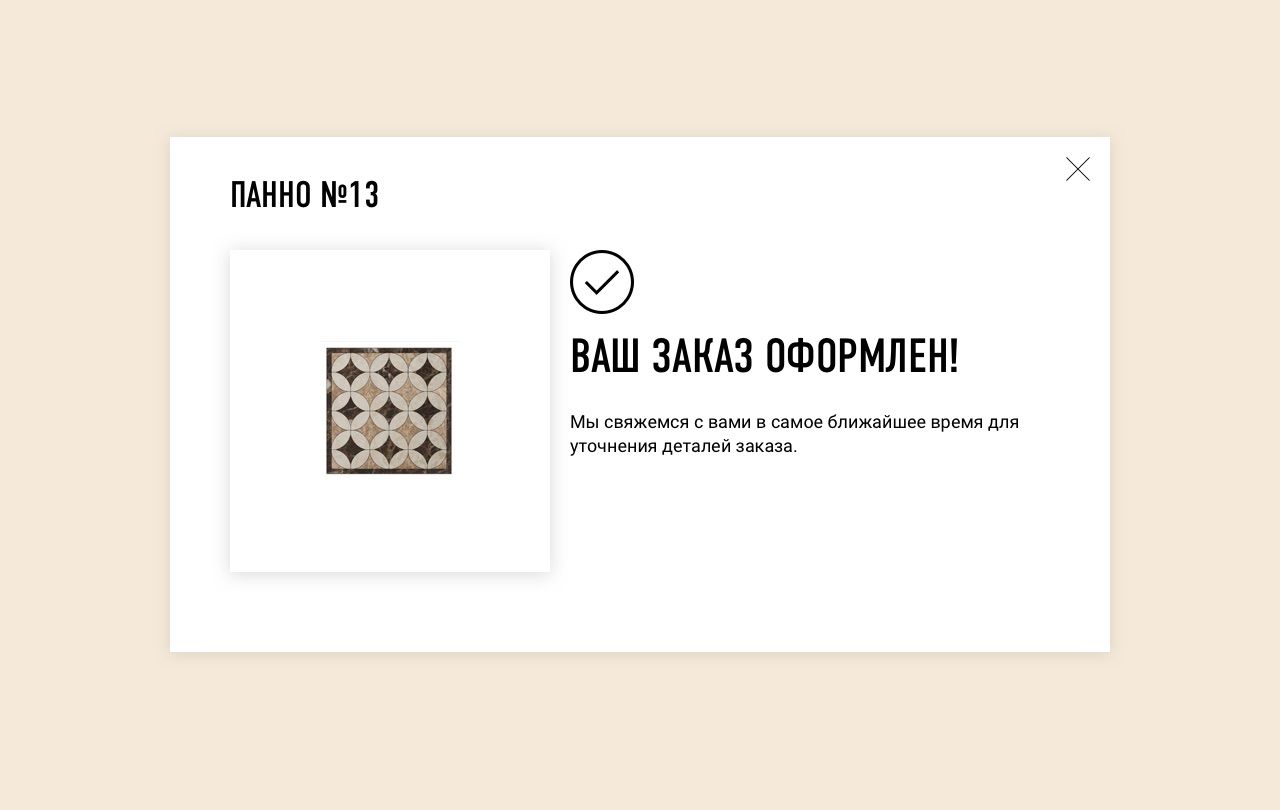 ПАННО №13
ВАШ ЗАКАЗ ОФОРМЛЕН!
Мы свяжемся с вами в самое ближайшее время для
уточнения деталей заказа.